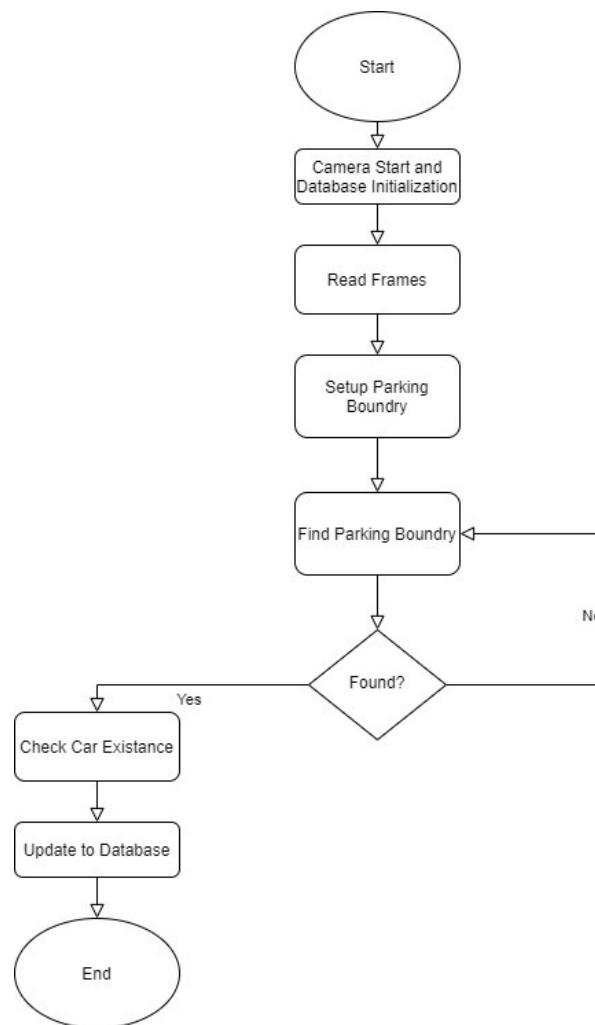 Start
Camera Start and
Database Initialization
Read Frames
Setup Parking
Boundry
Find Parking Boundry
Found?
Yes
Check Car Existance
Update to Database
End